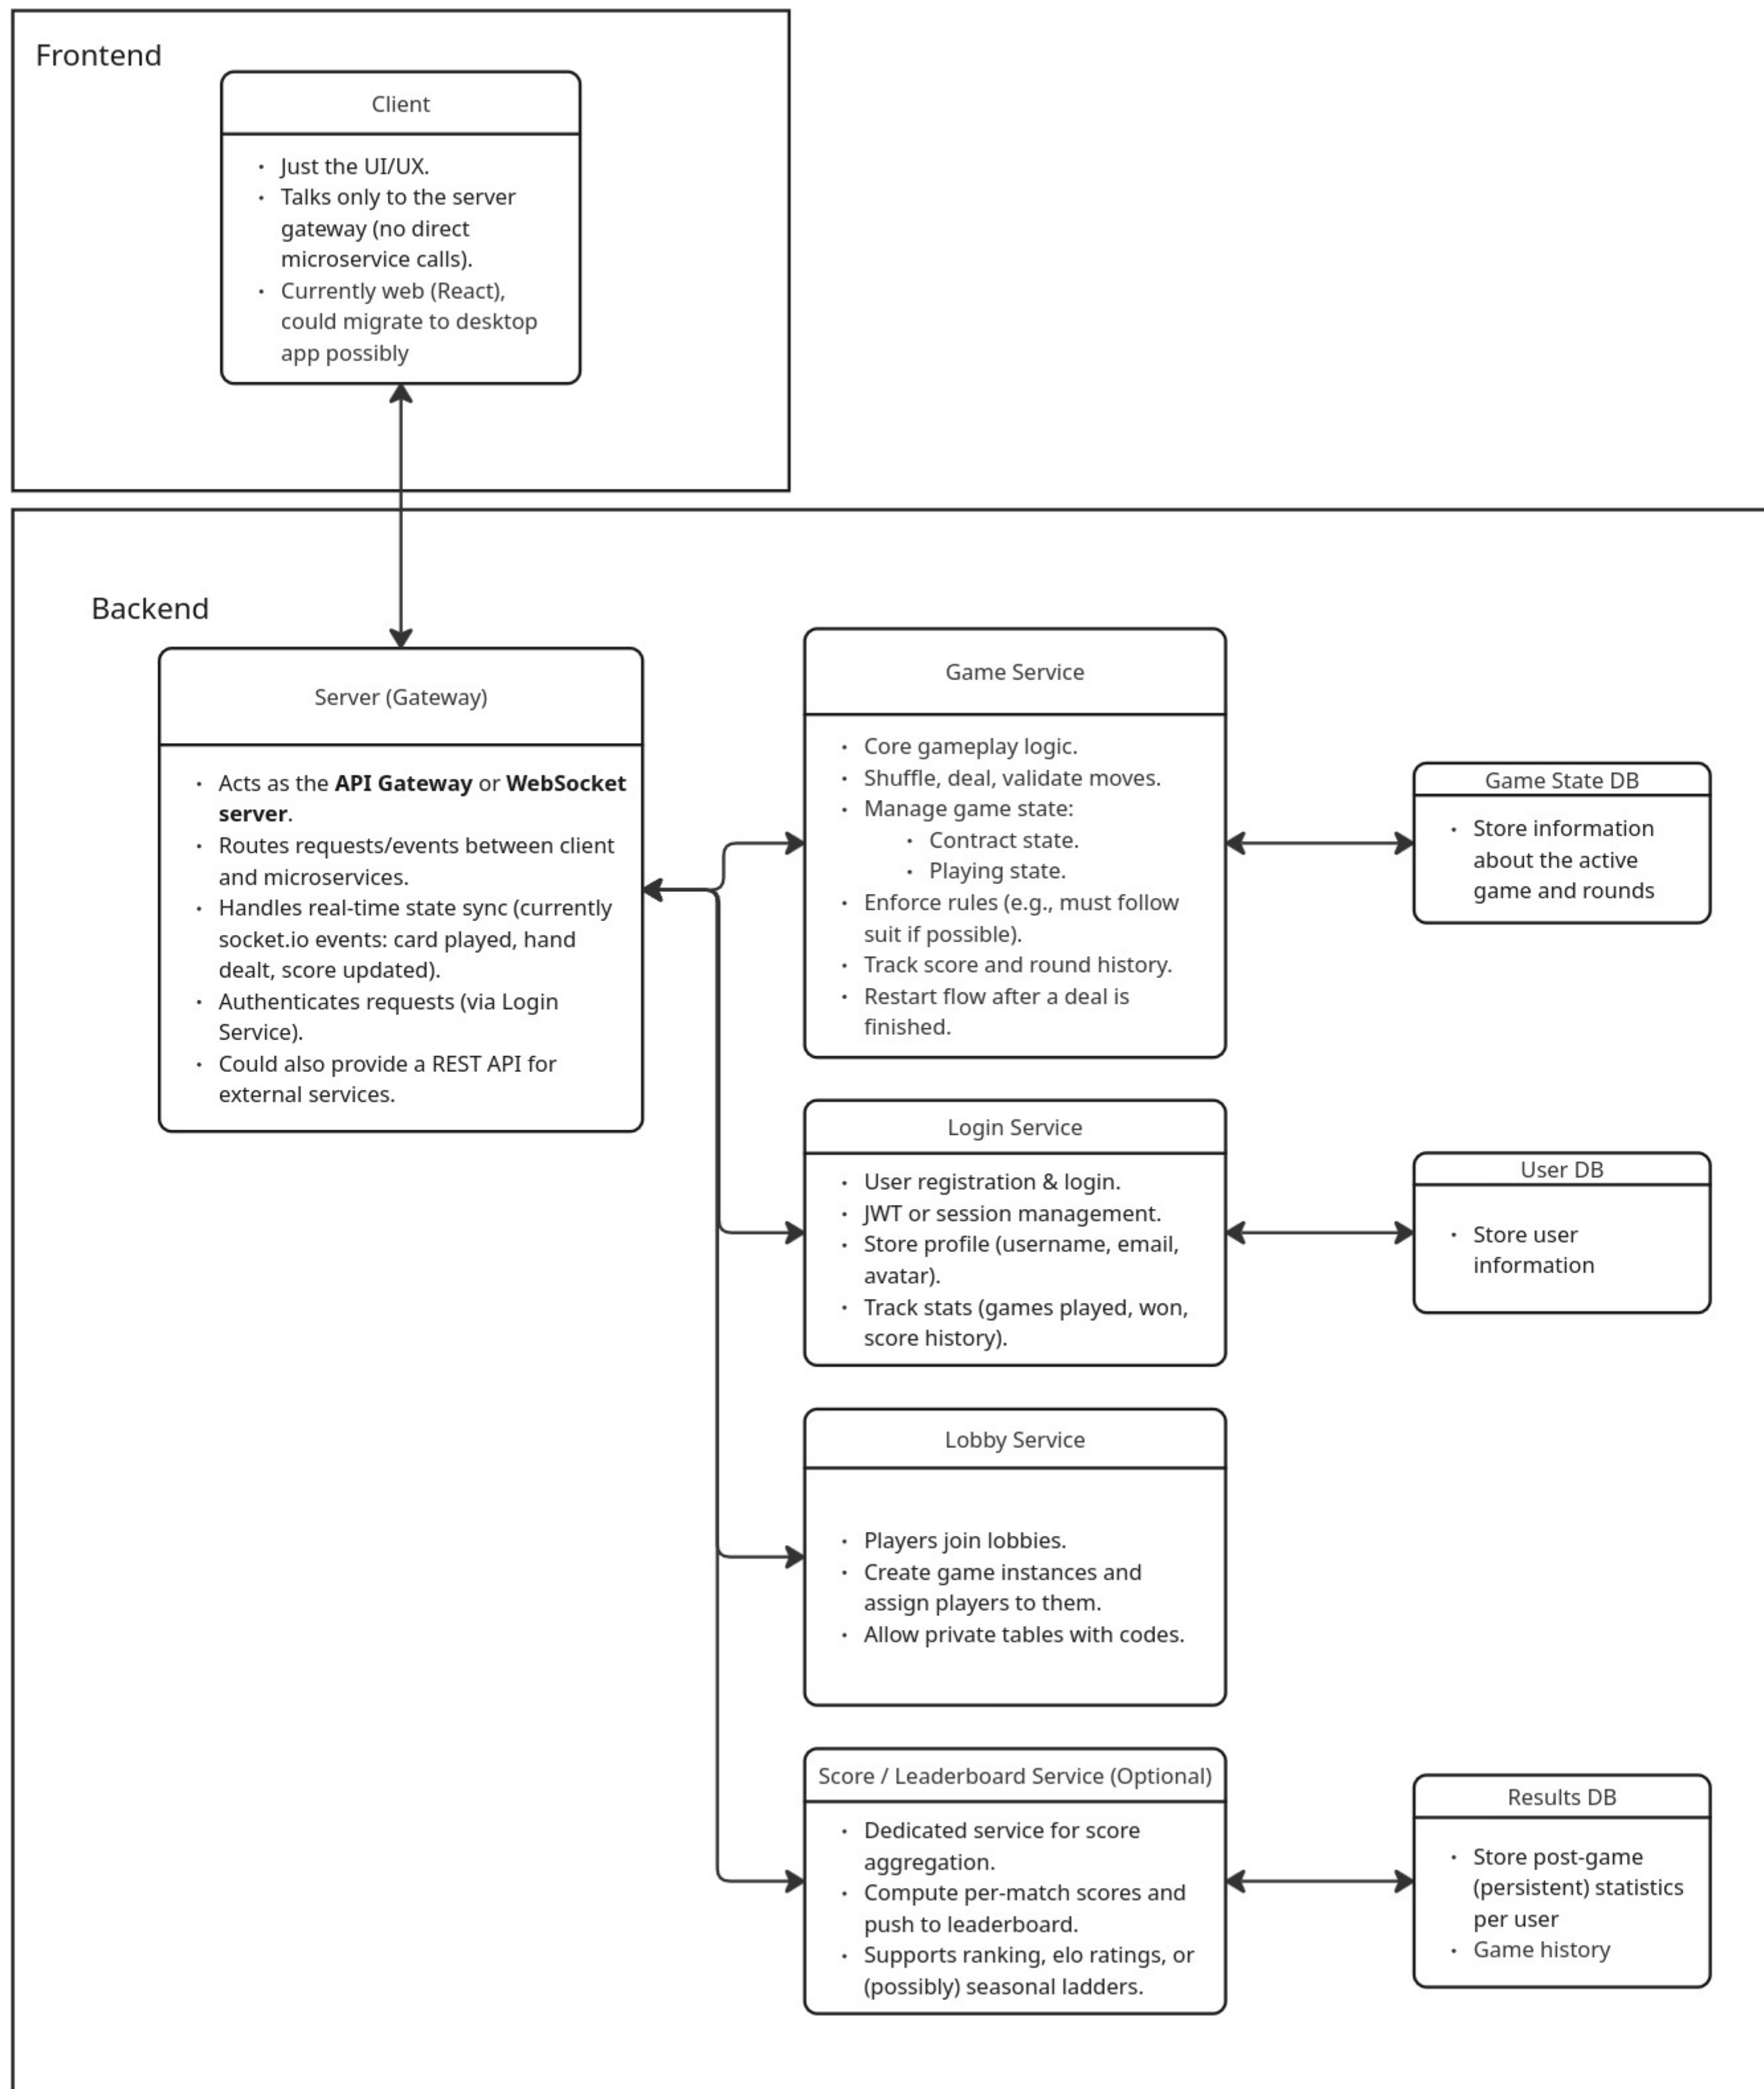 Frontend
Client
• Just the UI/UX.
• Talks only to the server
gateway (no direct
microservice calls).
• Currently web (React),
could migrate to desktop
app possibly
Backend
Server (Gateway)
• Acts as the API Gateway or WebSocket
server.
• Routes requests/events between client
and microservices.
• Handles real-time state sync (currently
socket.io events: card played, hand
dealt, score updated).
• Authenticates requests (via Login
Service).
• Could also provide a REST API for
external services.
Game Service
• Core gameplay logic.
• Shuffle, deal, validate moves.
• Manage game state:
• Contract state.
• Playing state.
• Enforce rules (e.g., must follow
suit if possible).
• Track score and round history.
• Restart flow after a deal is
finished.
Game State DB
• Store information
about the active
game and rounds
Login Service
• User registration & login.
• JWT or session management.
• Store profile (username, email,
avatar).
• Track stats (games played, won,
score history).
User DB
• Store user
information
Lobby Service
• Players join lobbies.
• Create game instances and
assign players to them.
• Allow private tables with codes.
Score / Leaderboard Service (Optional)
• Dedicated service for score
aggregation.
• Compute per-match scores and
push to leaderboard.
• Supports ranking, elo ratings, or
(possibly) seasonal ladders.
Results DB
• Store post-game
(persistent) statistics
per user
• Game history